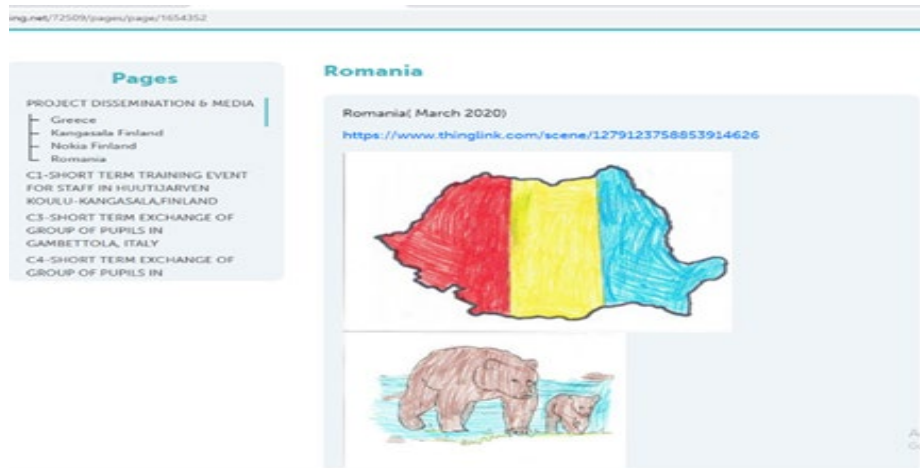 ing.net/72509/pages/page/1654352
Pages
PROJECT DISSEMINATION & MEDIA
Greece
Kangasala Finland
Nokia Finland
Romania
C1-SHORT TERM TRAINING EVENT
FOR STAFF IN HUUTIJARVEN
KOULU-KANGASALA,FINLAND
C3-SHORT TERM EXCHANGE OF
GROUP OF PUPILS IN
GAMBETTOLA, ITALY
C4-SHORT TERM EXCHANGE OF
GROUP OF PUPILS IN
Romania
Romania( March 2020)
https://www.thinglink.com/scene/1279123758853914626